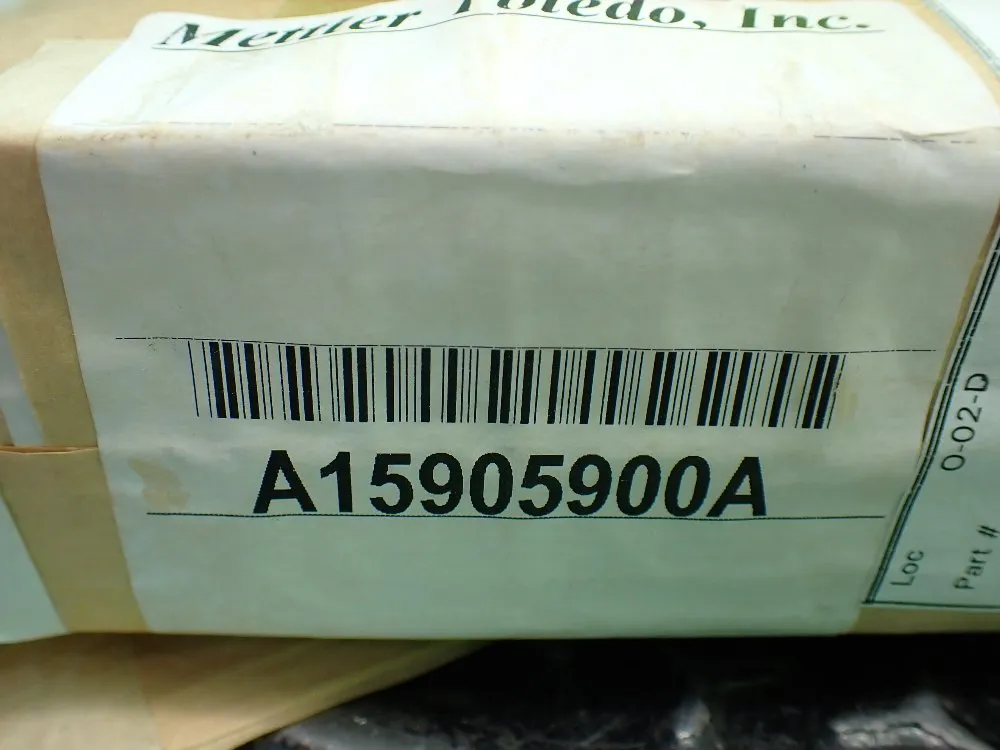 Mettler Toledo, Inc.
A15905900A
Loc
0-02-D
Part #